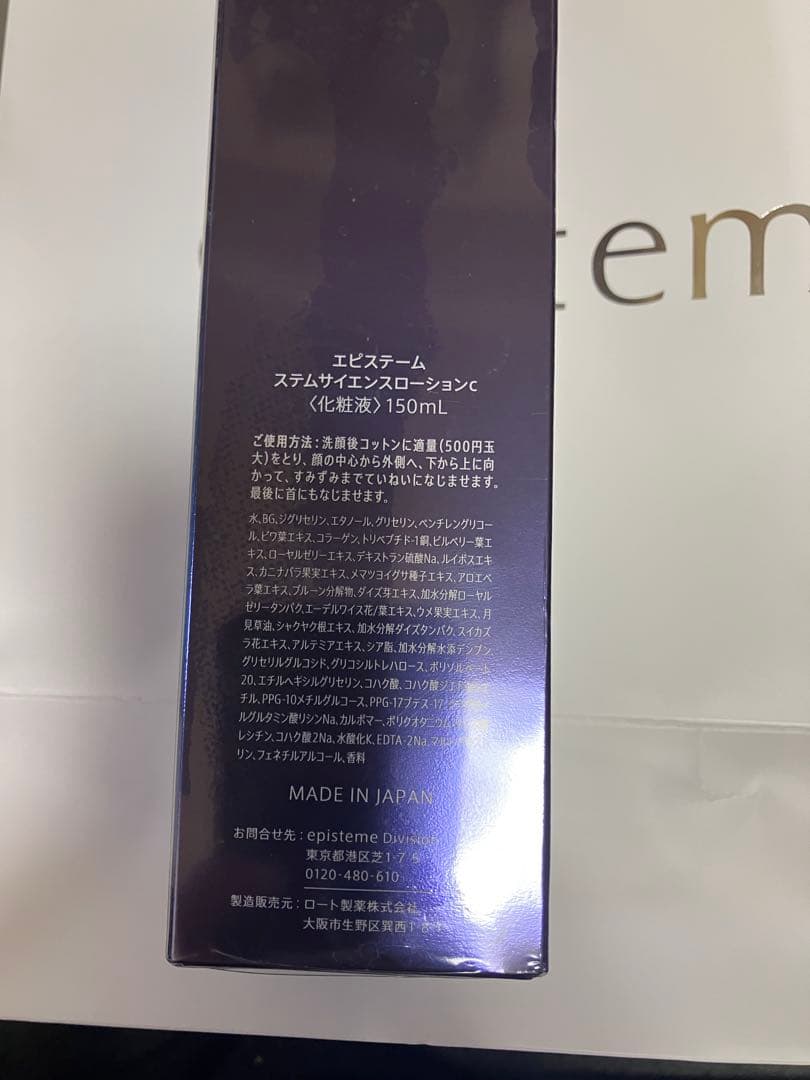 tem
エピステーム
ステムサイエンスローションc
〈化粧液〉150mL
ご使用方法：洗顔後コットンに適量（500円玉
大）をとり、顔の中心から外側へ、下から上に向
かって、すみずみまでていねいになじませます。
最後に首にもなじませます。
水、BG、ジグリセリン、エタノール、グリセリン、ペンチレングリコー
ル、ビワ葉エキス、コラーゲン、トリペプチド-1銅、ビルベリー葉エ
キス、ローヤルゼリーエキス、デキストラン硫酸Na、ルイボスエキ
ス、カニナバラ果実エキス、メマツヨイグサ種子エキス、アロエベ
ラ葉エキス、プルーン分解物、ダイズ芽エキス、加水分解ローヤル
ゼリータンパク、エーデルワイス花/葉エキス、ウメ果実エキス、月
見草油、シャクヤク根エキス、加水分解ダイズタンパク、スイカズ
ラ花エキス、アルテミアエキス、シア脂、加水分解水添デンプン、
グリセリルグルコシド、グリコシルトレハロース、ポリソルベート
20、エチルヘキシルグリセリン、コハク酸、コハク酸ジエ
チル、PPG-10メチルグルコース、PPG-17ブテス-17、
ルグルタミン酸リシンNa、カルボマー、ポリクオタニウム
レシチン、コハク酸2Na、水酸化K、EDTA-2Na、マル
リン、フェネチルアルコール、香料
MADE IN JAPAN
お問合せ先：episteme Division
東京都港区芝1-7-5
0120-480-610
製造販売元：ロート製薬株式会社
大阪市生野区巽西1-8-1